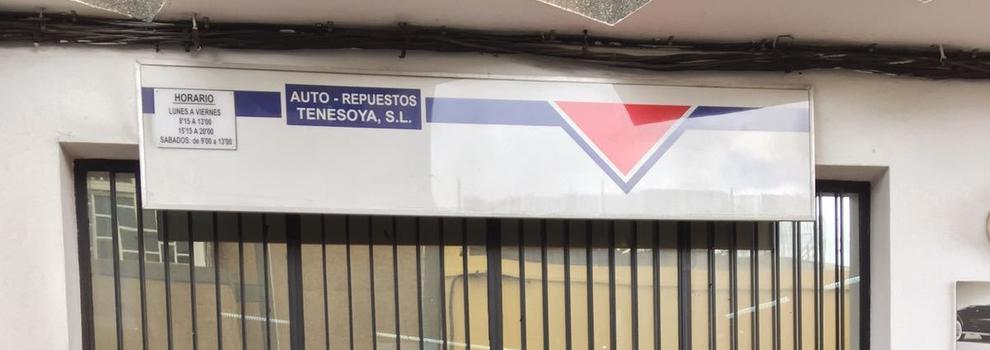 HORARIO
LUNES A VIERNES
8'15 A 13'00
15'15 A 20'00
SABADOS: de 9'00 a 13'00
AUTO - REPUESTOS
TENESOYA, S.L.